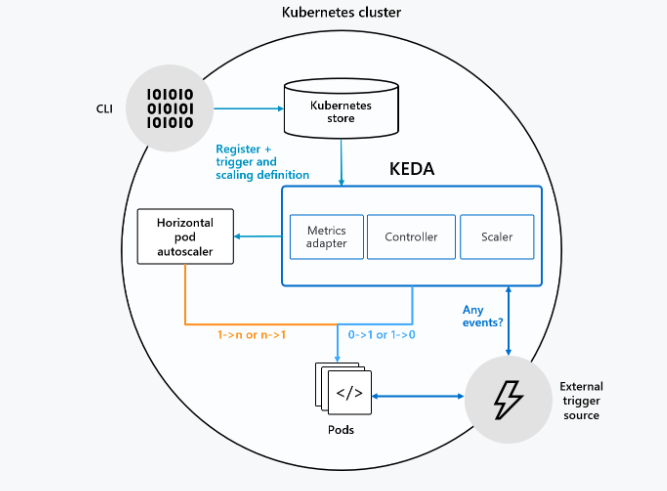 Kubernetes cluster
CLI
101010
010101
101010
Kubernetes
store
Register +
trigger and
scaling definition
KEDA
Horizontal
pod
autoscaler
Metrics
adapter
Controller
Scaler
Any
events?
1->n or n->1
0->1 or 1->0
</>
Pods
External
trigger
source